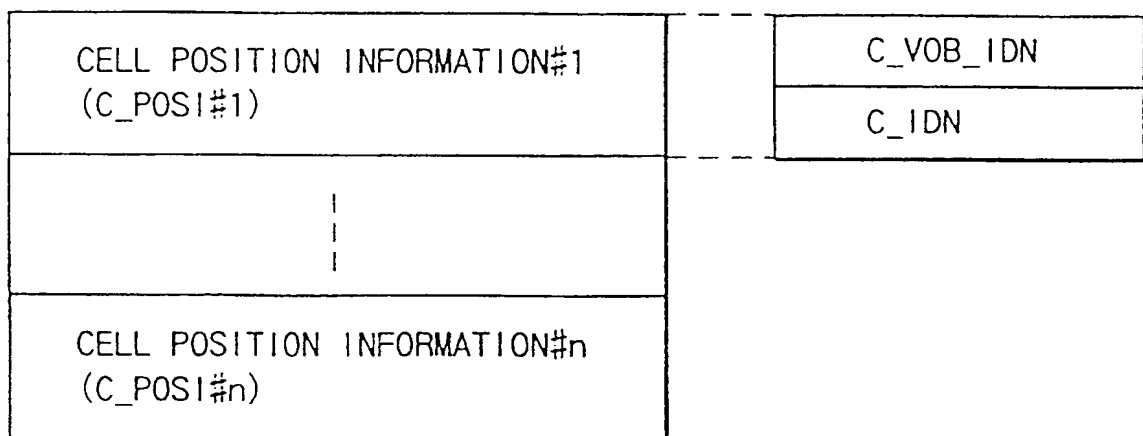 CELL POSITION INFORMATION#1
(C_POSI#1)
C_VOB_IDN
C_IDN
CELL POSITION INFORMATION#n
(C_POSI#n)